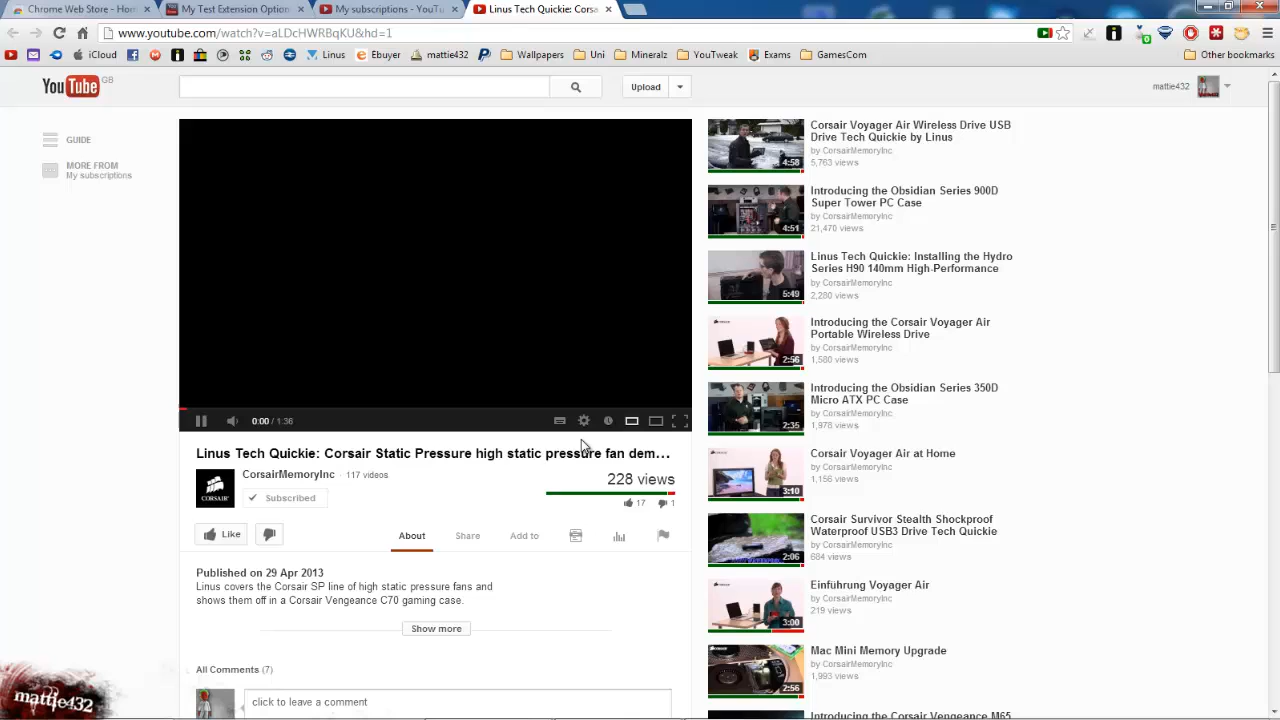 Chrome Web Store - Home
My Test Extension Option
My subscriptions - YouTu
Linus Tech Quickie: Corsa
www.youtube.com/watch?v=aLDcHWRBqKU&hd=1
iCloud
Linus
Ebuyer
mattie432
Wallpapers
Uni
Mineralz
YouTweak
Exams
GamesCom
Other bookmarks
YouTube GB
Upload
mattie432
GUIDE
MORE FROM
My subscriptions
0:00 / 1:36
Linus Tech Quickie: Corsair Static Pressure high static pressure fan dem...
CORSAIR
CorsairMemoryInc · 117 videos
Subscribed
228 views
17
1
Like
About
Share
Add to
Published on 29 Apr 2013
Linus covers the Corsair SP line of high static pressure fans and
shows them off in a Corsair Vengeance C70 gaming case.
Show more
All Comments (7)
click to leave a comment
mattie432
4:58
Corsair Voyager Air Wireless Drive USB
Drive Tech Quickie by Linus
by CorsairMemoryInc
5,763 views
4:51
Introducing the Obsidian Series 900D
Super Tower PC Case
by CorsairMemoryInc
21,470 views
5:49
Linus Tech Quickie: Installing the Hydro
Series H90 140mm High-Performance
by CorsairMemoryInc
2,280 views
2:56
Introducing the Corsair Voyager Air
Portable Wireless Drive
by CorsairMemoryInc
1,580 views
2:35
Introducing the Obsidian Series 350D
Micro ATX PC Case
by CorsairMemoryInc
1,978 views
3:10
Corsair Voyager Air at Home
by CorsairMemoryInc
1,156 views
2:06
Corsair Survivor Stealth Shockproof
Waterproof USB3 Drive Tech Quickie
by CorsairMemoryInc
684 views
3:00
Einführung Voyager Air
by CorsairMemoryInc
219 views
2:56
Mac Mini Memory Upgrade
by CorsairMemoryInc
1,993 views
Introducing the Corsair Vengeance M65